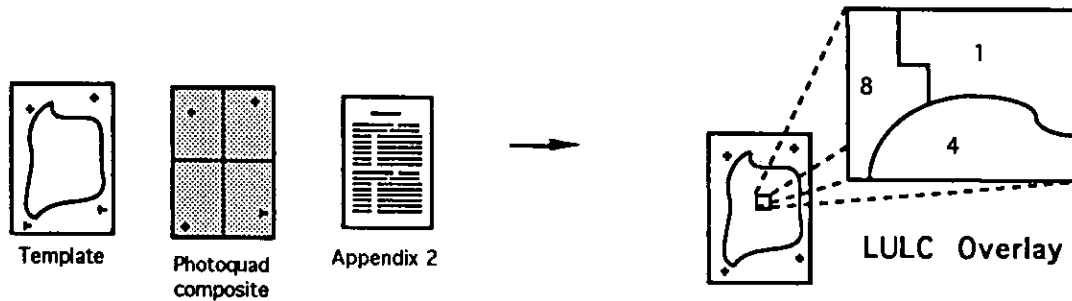 1
8
4
Template
Photoquad
composite
Appendix 2
LULC Overlay